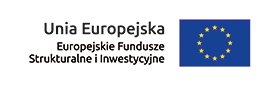 Unia Europejska
Europejskie Fundusze
Strukturalne i Inwestycyjne